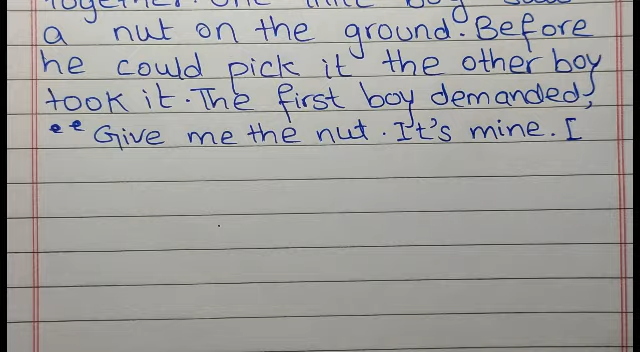 a nut on the ground. Before
he could pick it the other boy
took it. The first boy demanded,
“Give me the nut. It's mine. I